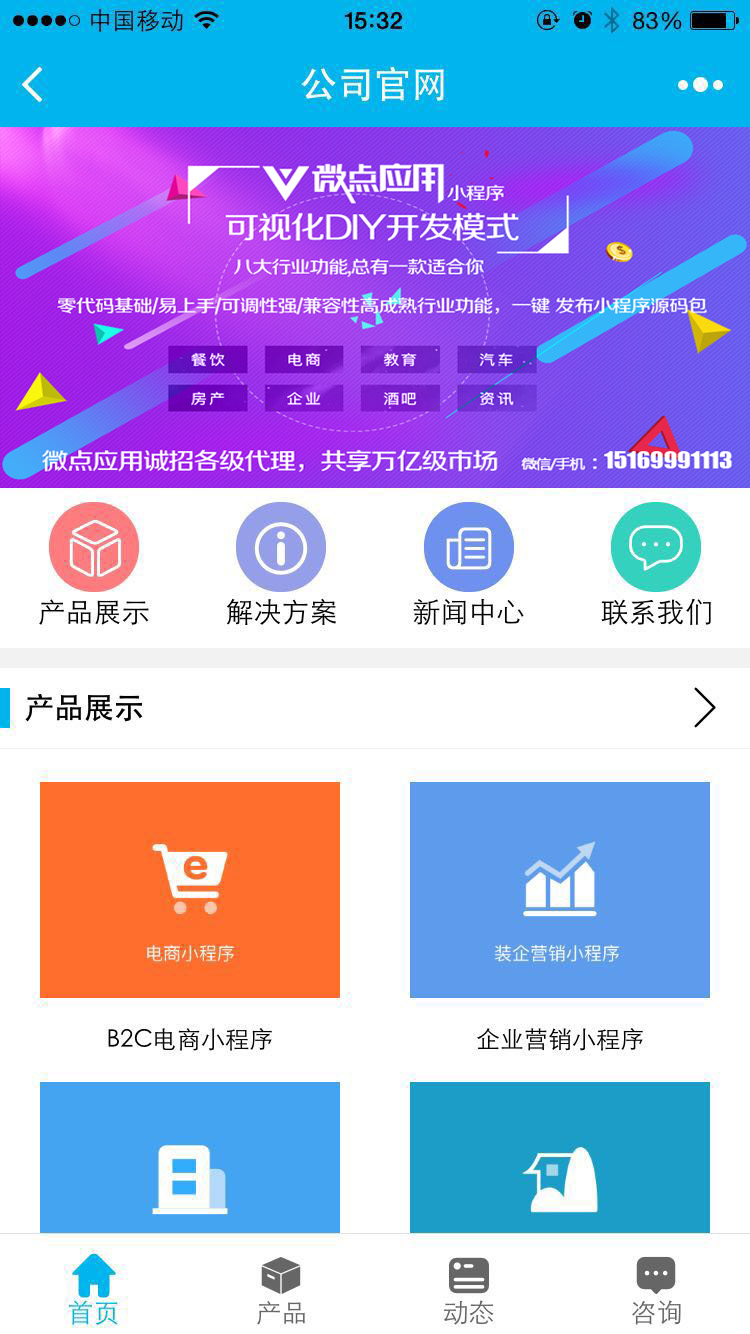 中国移动 15:32 83%
公司官网
微点应用小程序
可视化DIY开发模式
八大行业功能,总有一款适合你
零代码基础/易上手/可调性强/兼容性高成熟行业功能，一键 发布小程序源码包
餐饮 电商 教育 汽车
房产 企业 酒吧 资讯
微点应用诚招各级代理，共享万亿级市场 微信/手机：15169991113
产品展示 解决方案 新闻中心 联系我们
产品展示
e
电商小程序 装企营销小程序
B2C电商小程序 企业营销小程序
首页 产品 动态 咨询